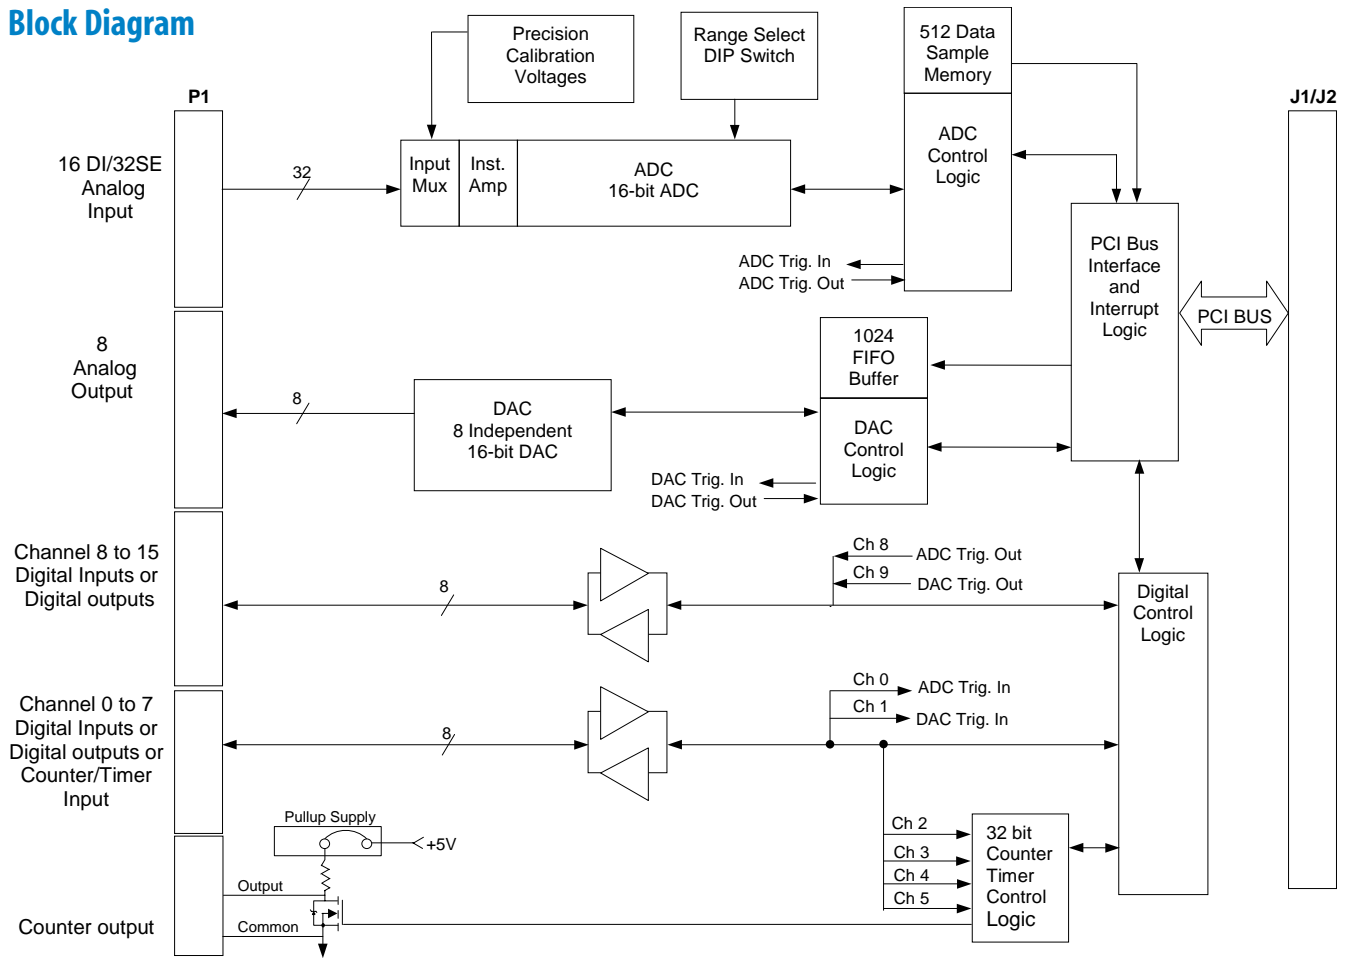 Block Diagram
P1
J1/J2
Precision
Calibration
Voltages
Range Select
DIP Switch
512 Data
Sample
Memory
16 DI/32SE
Analog
Input
32
Input
Mux
Inst.
Amp
ADC
16-bit ADC
ADC
Control
Logic
ADC Trig. In
ADC Trig. Out
PCI Bus
Interface
and
Interrupt
Logic
PCI BUS
8
Analog
Output
8
DAC
8 Independent
16-bit DAC
1024
FIFO
Buffer
DAC
Control
Logic
DAC Trig. In
DAC Trig. Out
Channel 8 to 15
Digital Inputs or
Digital outputs
8
Ch 8
ADC Trig. Out
Ch 9
DAC Trig. Out
Digital
Control
Logic
Channel 0 to 7
Digital Inputs or
Digital outputs or
Counter/Timer
Input
8
Ch 0
ADC Trig. In
Ch 1
DAC Trig. In
Pullup Supply
+5V
Output
Common
Counter output
Ch 2
Ch 3
Ch 4
Ch 5
32 bit
Counter
Timer
Control
Logic